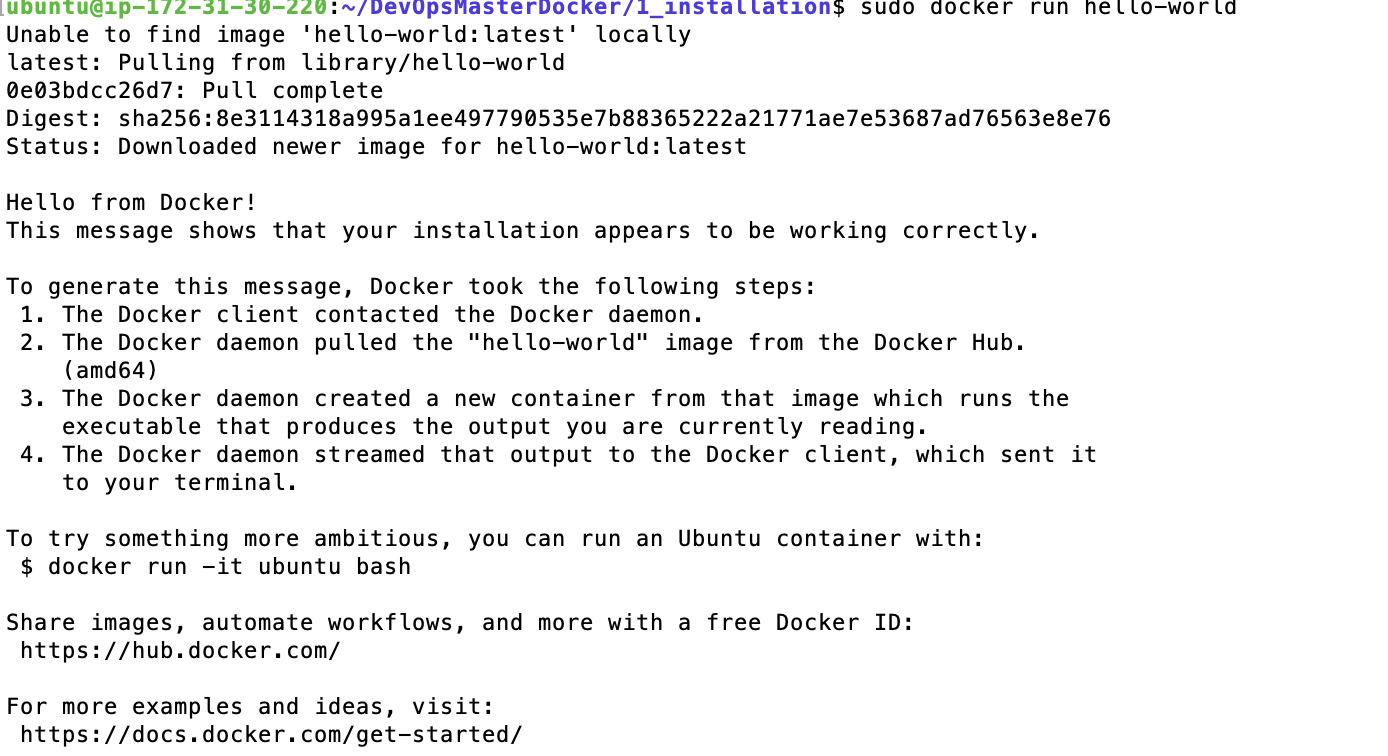 [ubuntu@ip-172-31-30-220:~/DevOpsMasterDocker/1_installation$ sudo docker run hello-world
Unable to find image 'hello-world:latest' locally
latest: Pulling from library/hello-world
0e03bdcc26d7: Pull complete
Digest: sha256:8e3114318a995a1ee497790535e7b88365222a21771ae7e53687ad76563e8e76
Status: Downloaded newer image for hello-world:latest

Hello from Docker!
This message shows that your installation appears to be working correctly.

To generate this message, Docker took the following steps:
 1. The Docker client contacted the Docker daemon.
 2. The Docker daemon pulled the "hello-world" image from the Docker Hub.
    (amd64)
 3. The Docker daemon created a new container from that image which runs the
    executable that produces the output you are currently reading.
 4. The Docker daemon streamed that output to the Docker client, which sent it
    to your terminal.

To try something more ambitious, you can run an Ubuntu container with:
 $ docker run -it ubuntu bash

Share images, automate workflows, and more with a free Docker ID:
 https://hub.docker.com/

For more examples and ideas, visit:
 https://docs.docker.com/get-started/